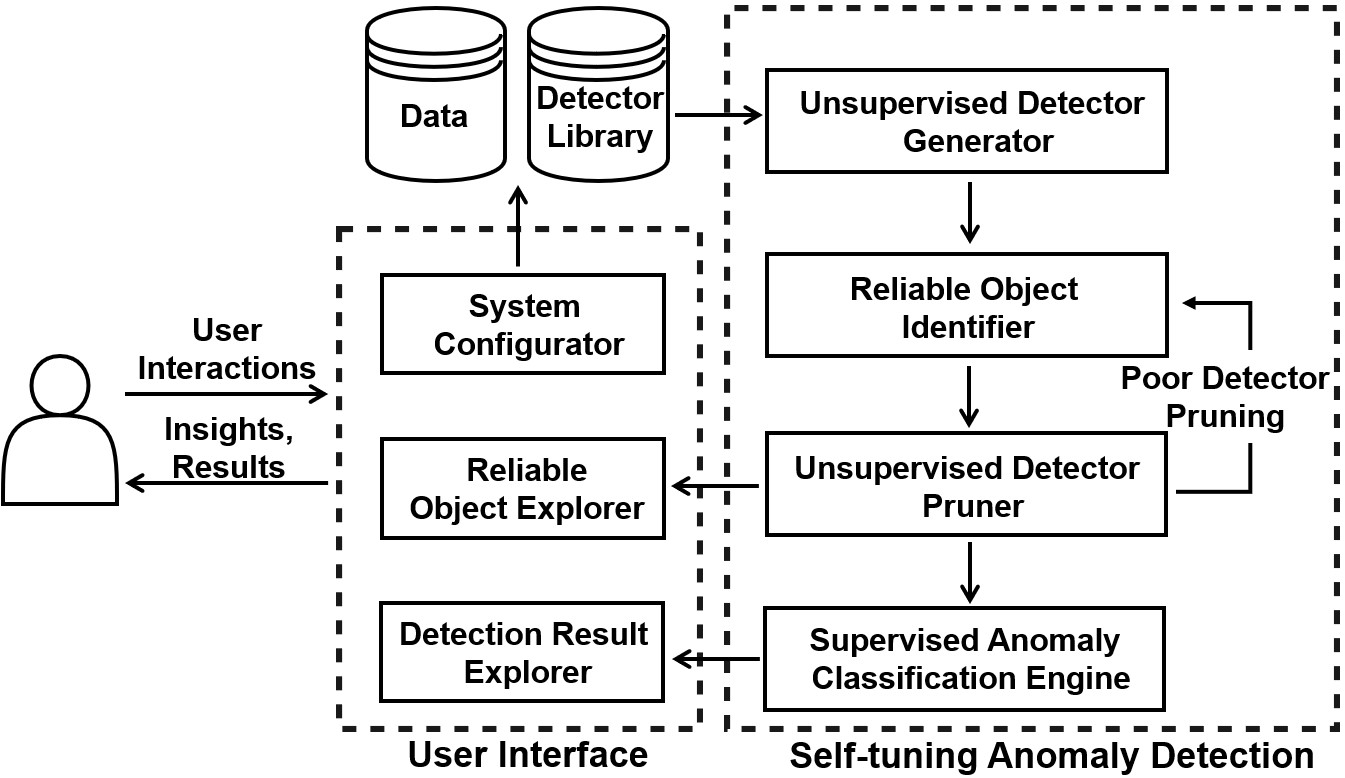 Data
Detector
Library
Unsupervised Detector
Generator
User
Interactions
Insights,
Results
System
Configurator
Reliable
Object Explorer
Detection Result
Explorer
User Interface
Reliable Object
Identifier
Poor Detector
Pruning
Unsupervised Detector
Pruner
Supervised Anomaly
Classification Engine
Self-tuning Anomaly Detection